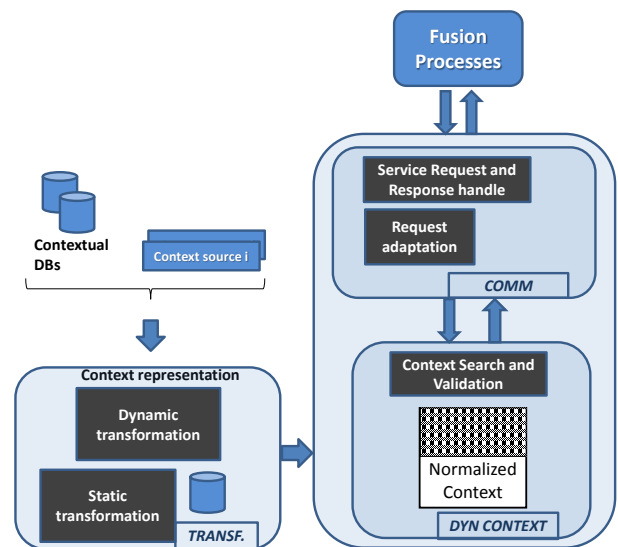 Fusion
Processes
Service Request and
Response handle
Request
adaptation
COMM
Contextual
DBs
Context source i
Context representation
Dynamic
transformation
Static
transformation
TRANSF.
Context Search and
Validation
Normalized
Context
DYN CONTEXT